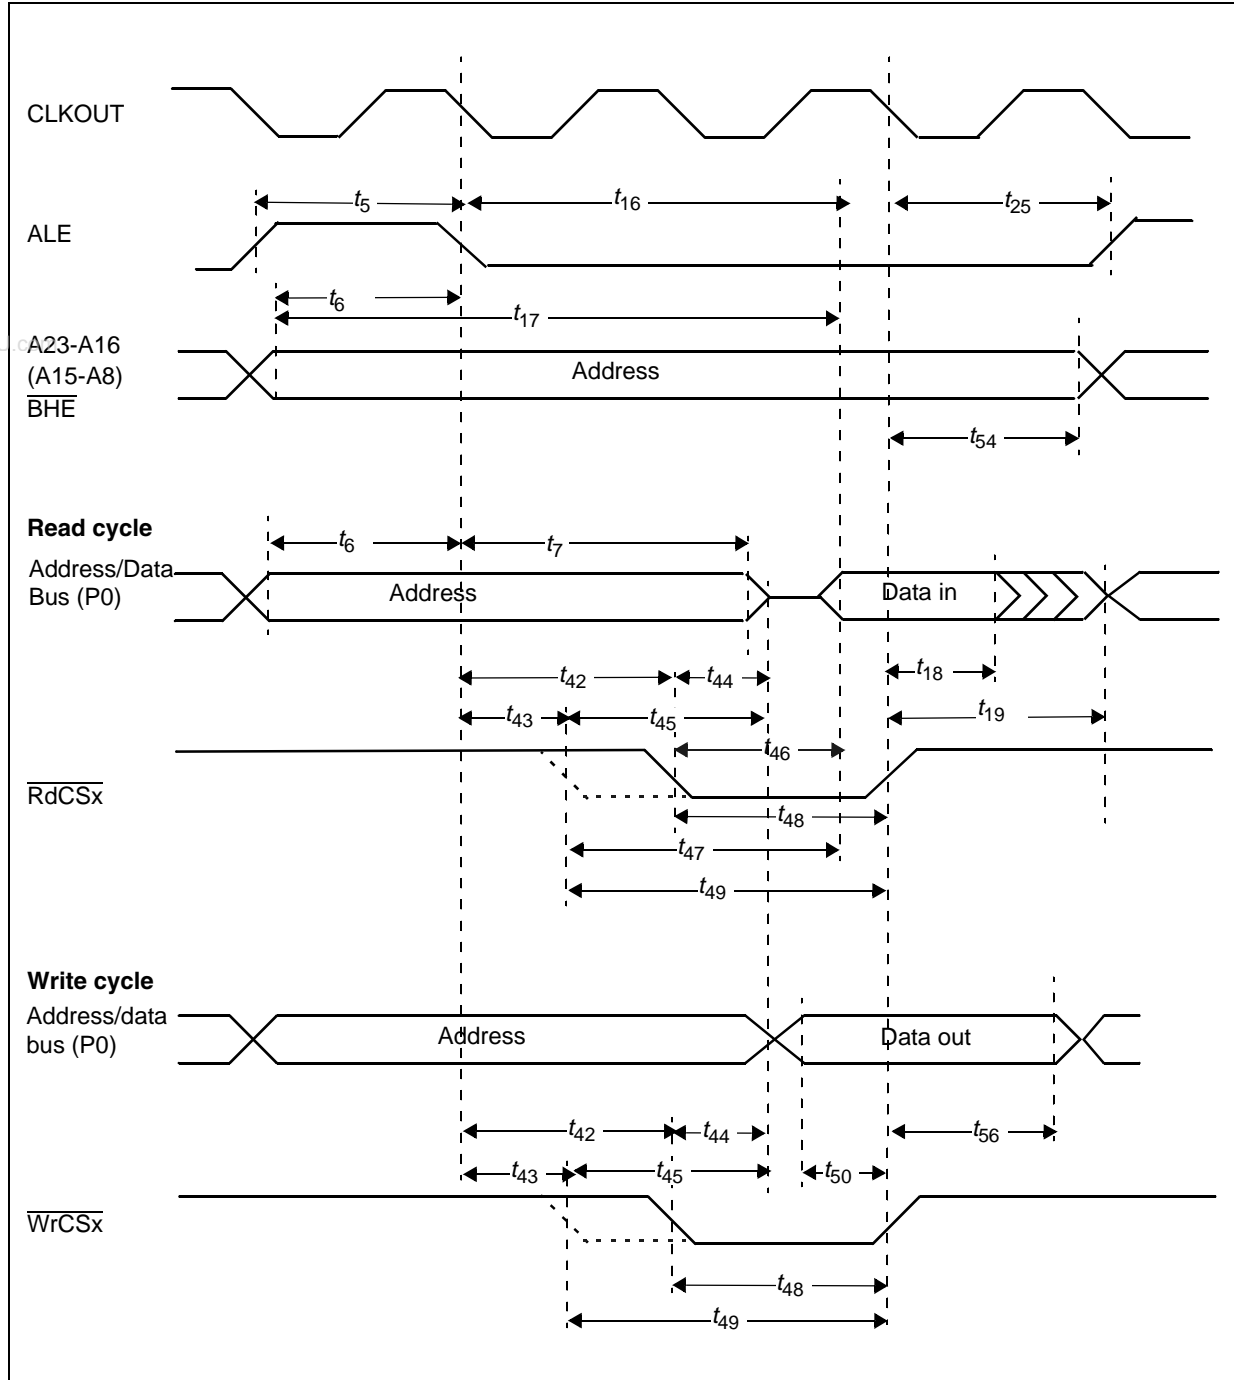 CLKOUT
t5 t16 t25
ALE
t6
t17
A23-A16
(A15-A8) Address
BHE
t54
Read cycle
t6 t7
Address/Data
Bus (P0) Address Data in
t42 t44 t18
t43 t45 t19
t46
RdCSx
t48
t47
t49
Write cycle
Address/data
bus (P0) Address Data out
t42 t44 t56
t43 t45 t50
WrCSx
t48
t49